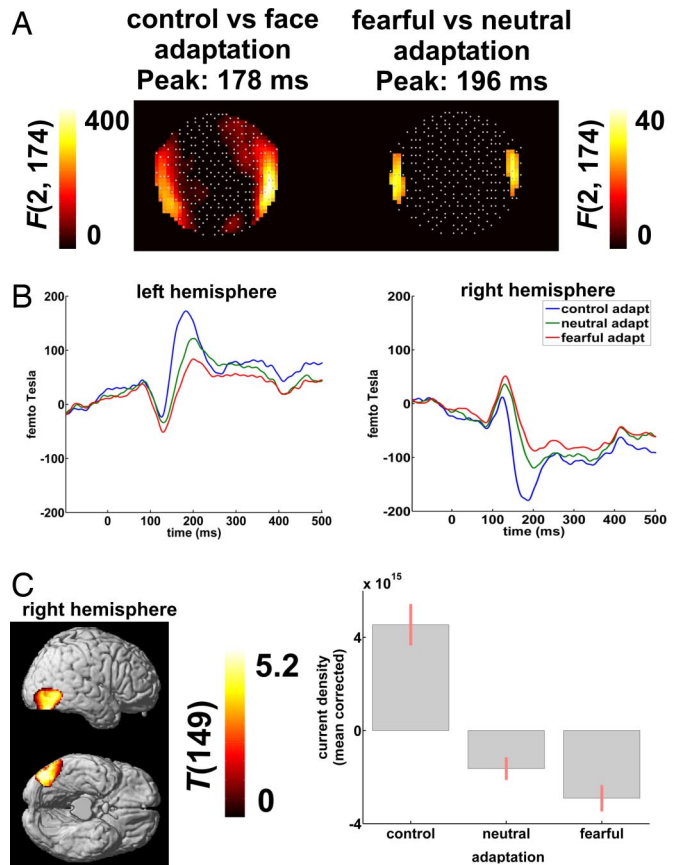 A
control vs face
adaptation
Peak: 178 ms
fearful vs neutral
adaptation
Peak: 196 ms
F(2, 174)
400
0
F(2, 174)
40
0
B
left hemisphere
femto Tesla
200
100
0
-100
-200
0 100 200 300 400 500
time (ms)
right hemisphere
control adapt
neutral adapt
fearful adapt
femto Tesla
200
100
0
-100
-200
0 100 200 300 400 500
time (ms)
C
right hemisphere
T(149)
5.2
0
x 10^15
current density
(mean corrected)
4
0
-4
control neutral fearful
adaptation